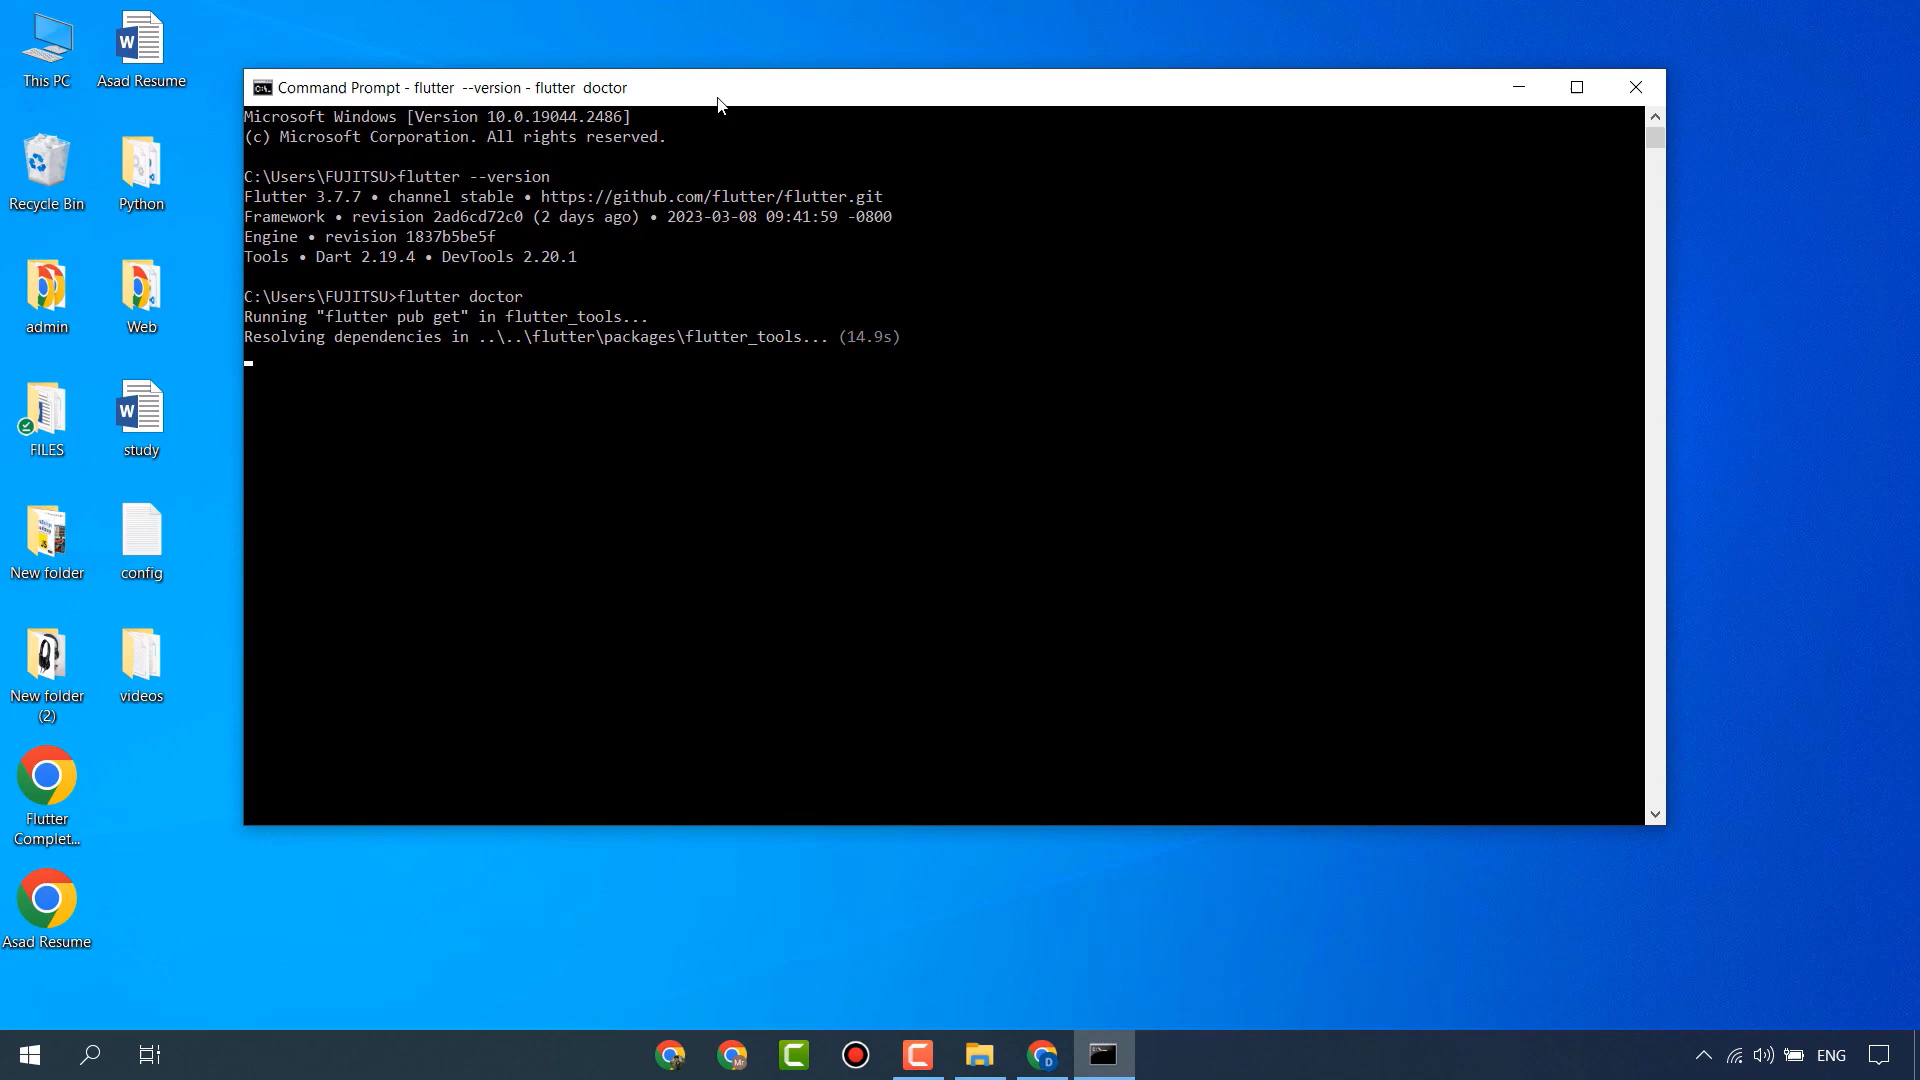 This PC
Asad Resume
Recycle Bin
Python
admin
Web
FILES
study
New folder
config
New folder
(2)
videos
Flutter
Complet...
Asad Resume
Command Prompt - flutter  --version - flutter  doctor
Microsoft Windows [Version 10.0.19044.2486]
(c) Microsoft Corporation. All rights reserved.
C:\Users\FUJITSU>flutter --version
Flutter 3.7.7 • channel stable • https://github.com/flutter/flutter.git
Framework • revision 2ad6cd72c0 (2 days ago) • 2023-03-08 09:41:59 -0800
Engine • revision 1837b5be5f
Tools • Dart 2.19.4 • DevTools 2.20.1
C:\Users\FUJITSU>flutter doctor
Running "flutter pub get" in flutter_tools...
Resolving dependencies in ..\..\flutter\packages\flutter_tools... (14.9s)
ENG